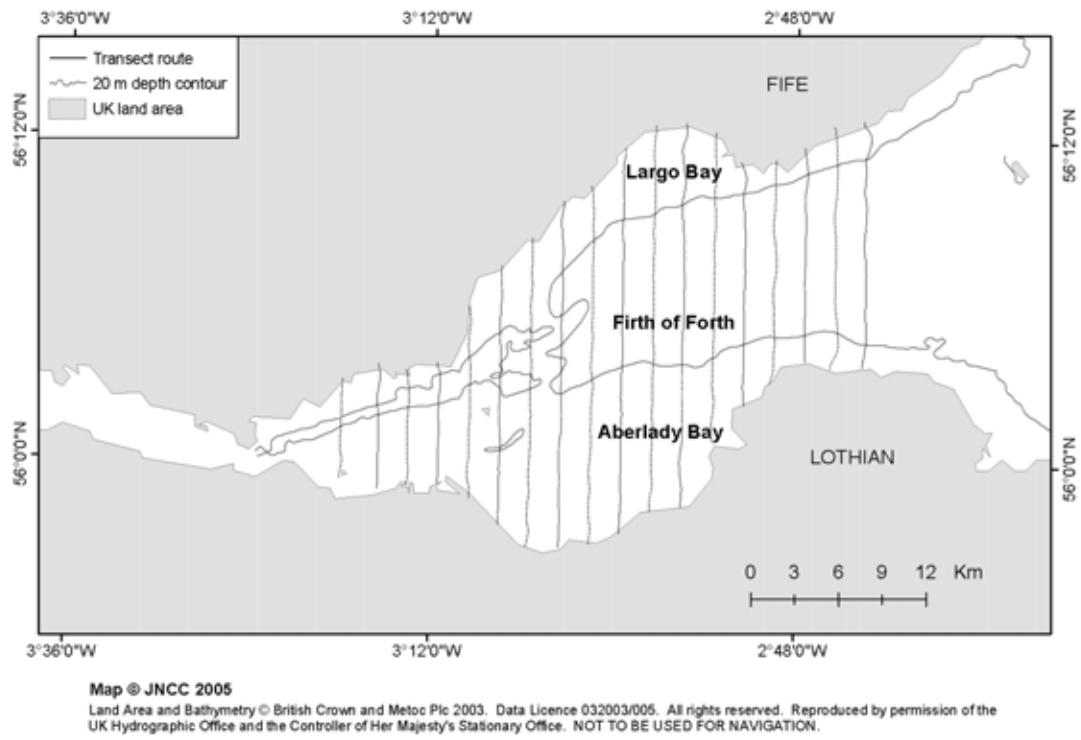 3°36'0"W 3°12'0"W 2°48'0"W
Transect route
20 m depth contour
UK land area
FIFE
56°12'0"N
56°12'0"N
Largo Bay
Firth of Forth
Aberlady Bay
LOTHIAN
56°0'0"N
56°0'0"N
0 3 6 9 12 Km
3°36'0"W 3°12'0"W 2°48'0"W
Map © JNCC 2005
Land Area and Bathymetry © British Crown and Metoc Plc 2003. Data Licence 032003/005. All rights reserved. Reproduced by permission of the
UK Hydrographic Office and the Controller of Her Majesty's Stationary Office. NOT TO BE USED FOR NAVIGATION.